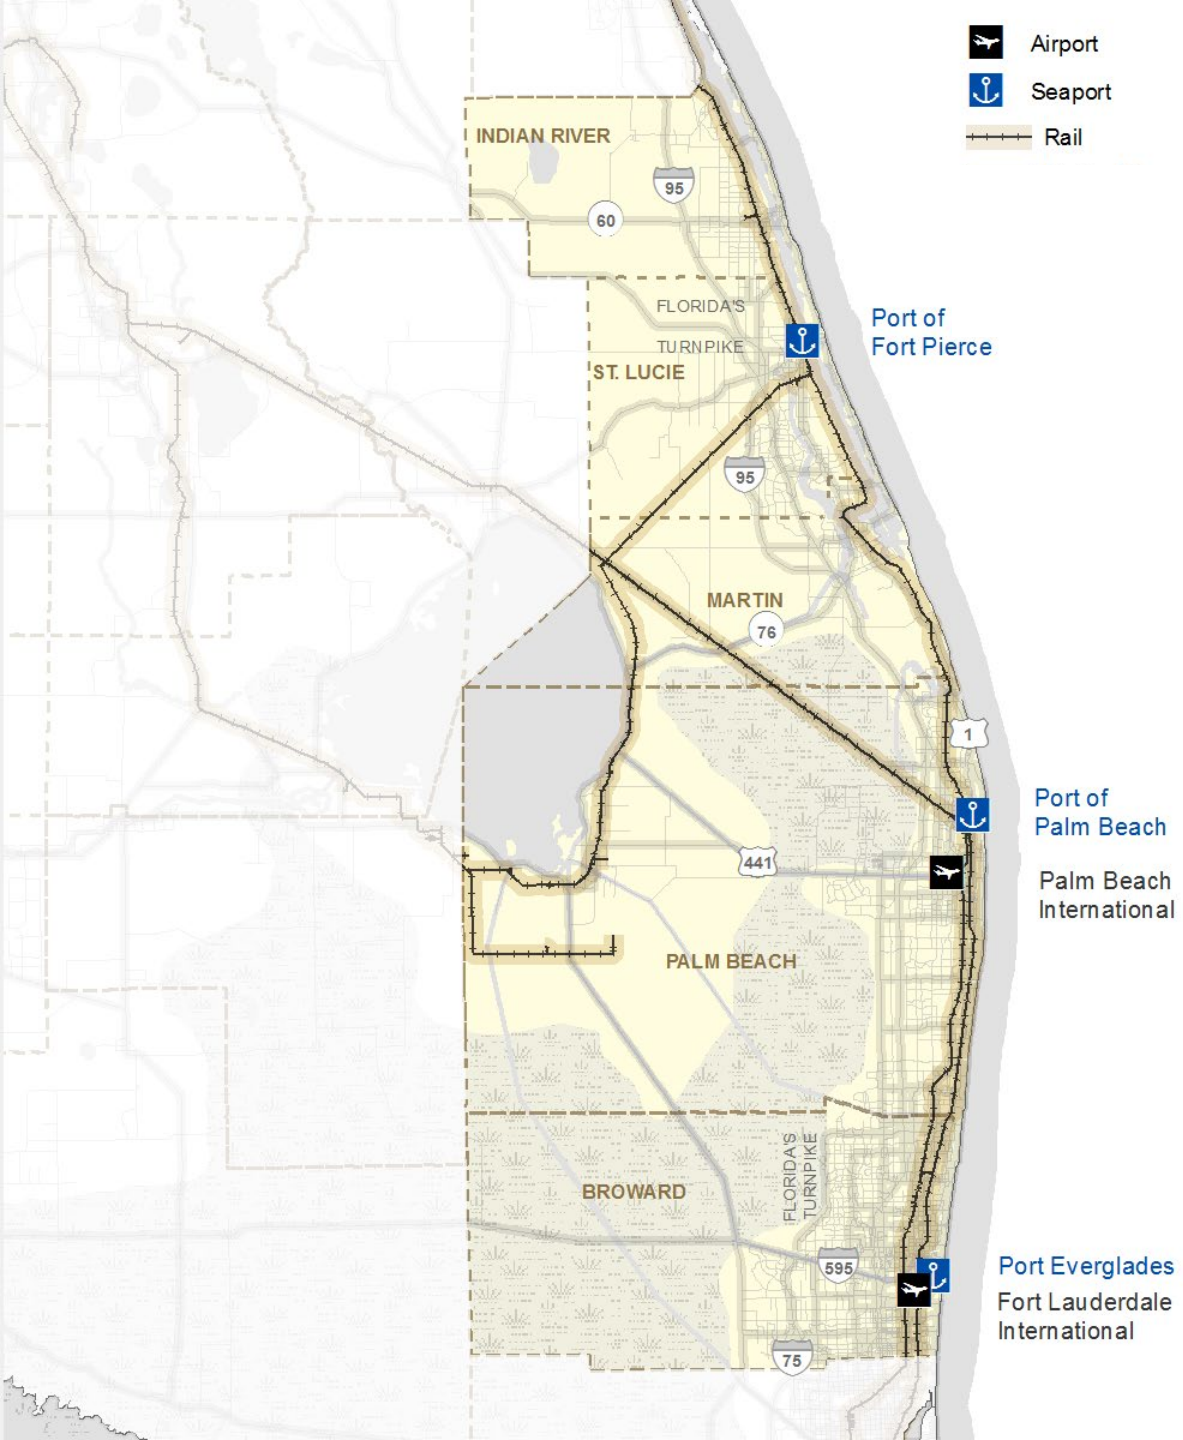 Airport
Seaport
Rail
INDIAN RIVER
95
60
FLORIDA'S
TURNPIKE
Port of
Fort Pierce
ST. LUCIE
95
MARTIN
76
1
Port of
Palm Beach
441
Palm Beach
International
PALM BEACH
FLORIDA'S
TURNPIKE
BROWARD
595
Port Everglades
Fort Lauderdale
International
75